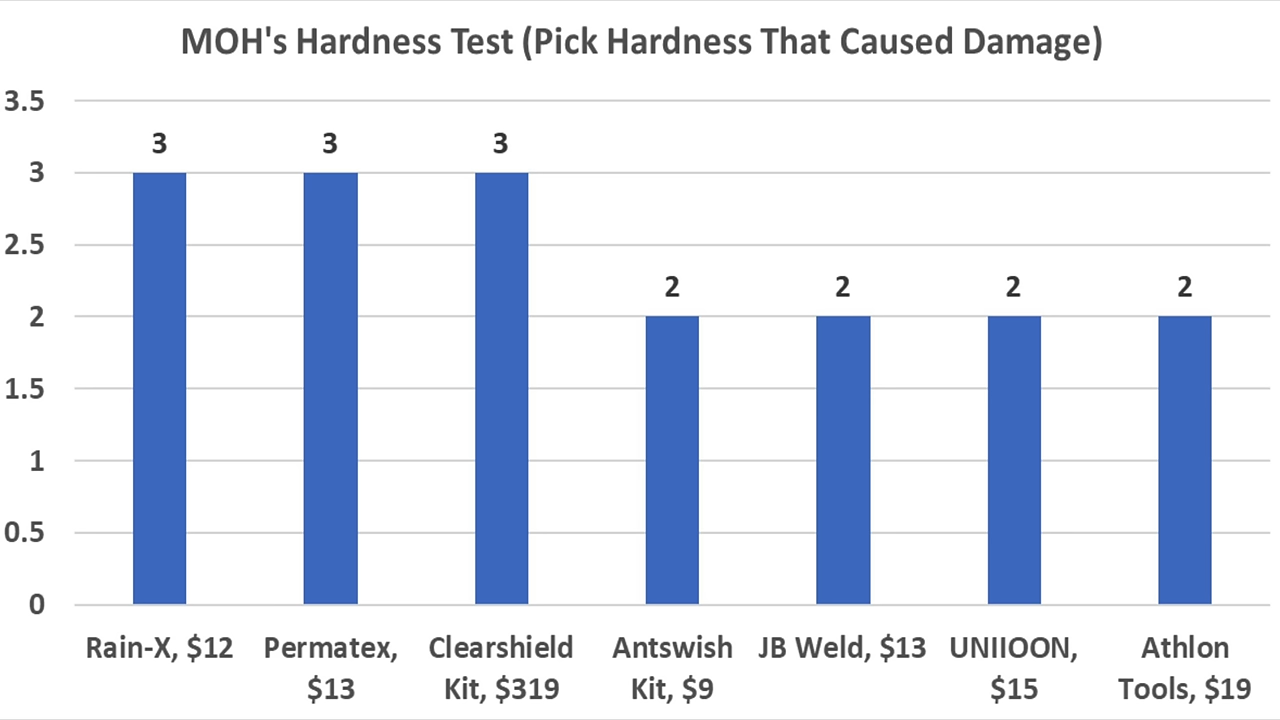 MOH's Hardness Test (Pick Hardness That Caused Damage)
3.5
3
2.5
2
1.5
1
0.5
0
3
3
3
2
2
2
2
Rain-X, $12
Permatex,
$13
Clearshield
Kit, $319
Antswish
Kit, $9
JB Weld, $13
UNIIOON,
$15
Athlon
Tools, $19